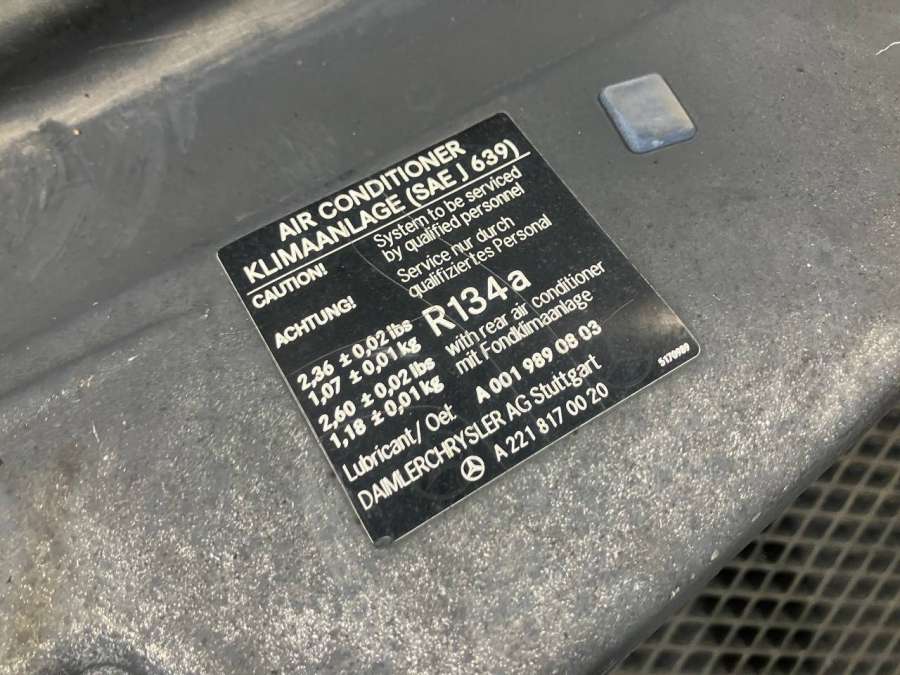 AIR CONDITIONER
KLIMAANLAGE (SAE J 639)
CAUTION! System to be serviced
by qualified personnel
ACHTUNG! Service nur durch
qualifiziertes Personal
2,36 ± 0,02 lbs R134a
1,07 ± 0,01 kg
2,60 ± 0,02 lbs with rear air conditioner
1,18 ± 0,01 kg mit Fondklimaanlage
Lubricant / Oel: A 001 989 08 03
DAIMLERCHRYSLER AG Stuttgart
A 221 817 00 20
5170989